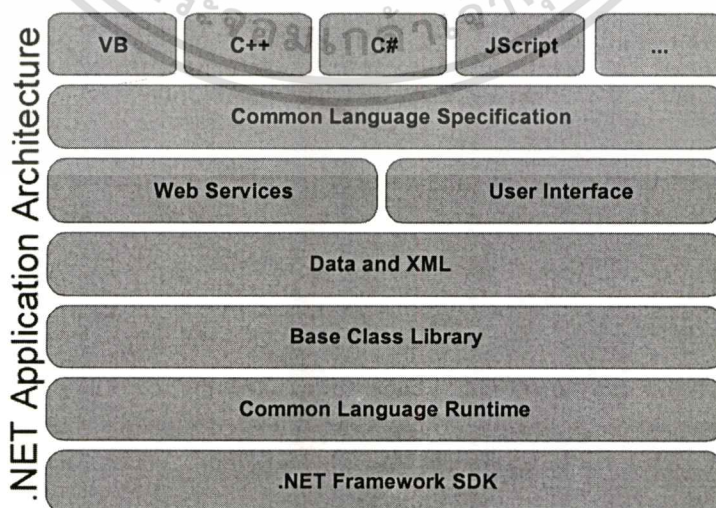 .NET Application Architecture
VB C++ C# JScript ...
Common Language Specification
Web Services User Interface
Data and XML
Base Class Library
Common Language Runtime
.NET Framework SDK